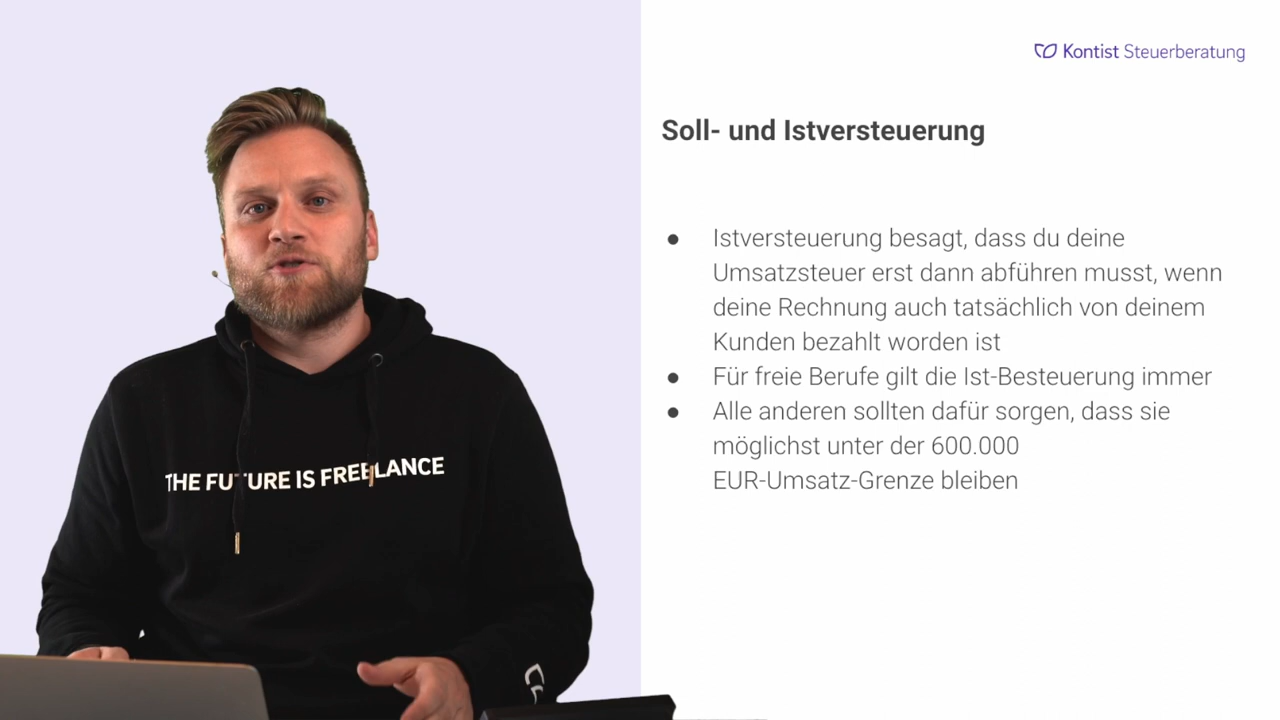 Kontist Steuerberatung
Soll- und Istversteuerung
● Istversteuerung besagt, dass du deine
Umsatzsteuer erst dann abführen musst, wenn
deine Rechnung auch tatsächlich von deinem
Kunden bezahlt worden ist
● Für freie Berufe gilt die Ist-Besteuerung immer
● Alle anderen sollten dafür sorgen, dass sie
möglichst unter der 600.000
EUR-Umsatz-Grenze bleiben
THE FUTURE IS FREELANCE